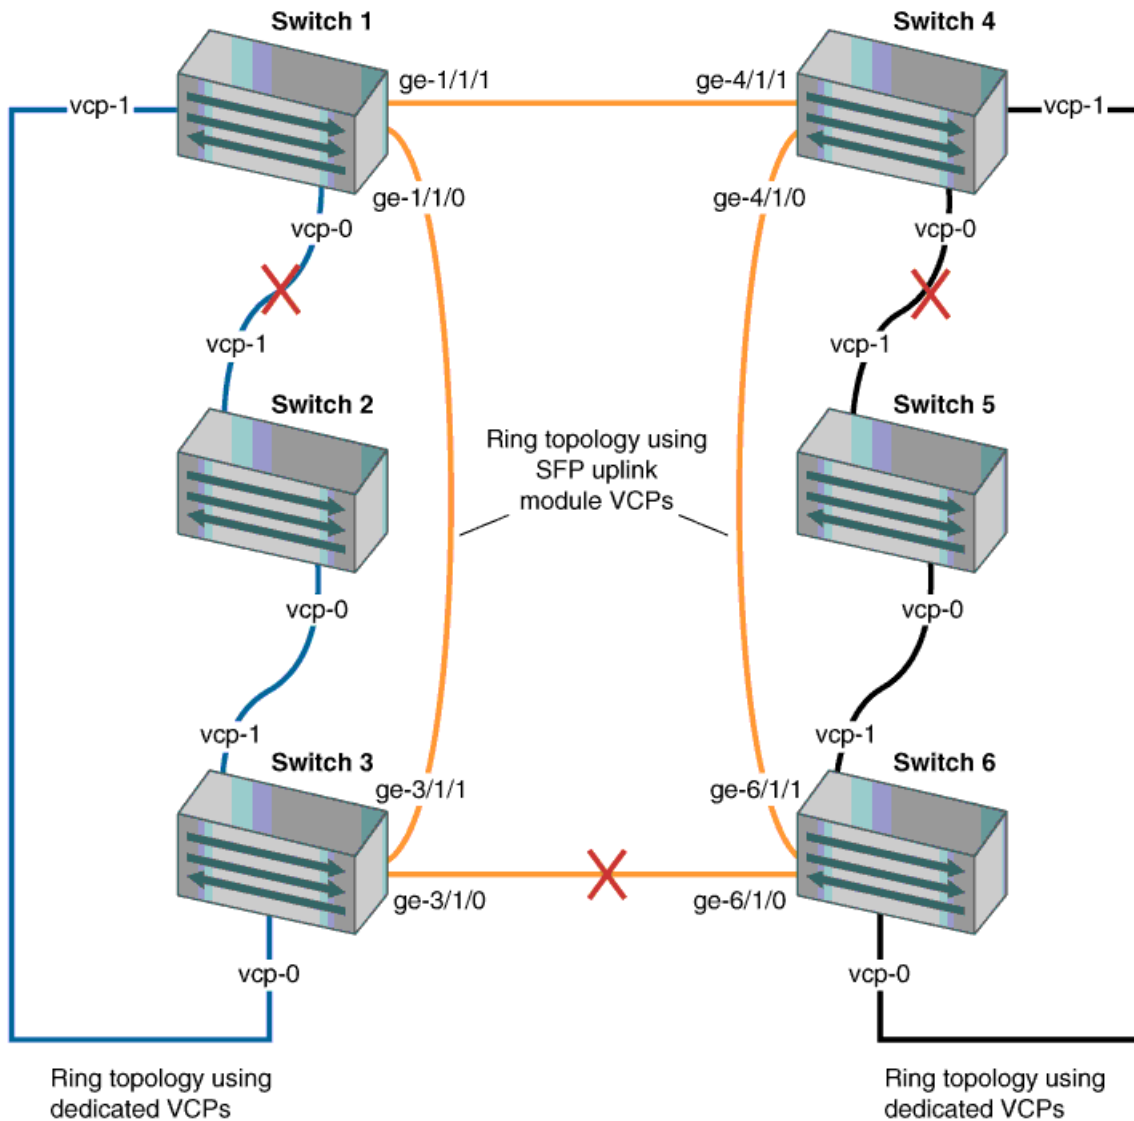 Switch 1
Switch 4
ge-1/1/1
ge-4/1/1
vcp-1
vcp-1
ge-1/1/0
ge-4/1/0
vcp-0
vcp-0
vcp-1
vcp-1
Switch 2
Switch 5
Ring topology using
SFP uplink
module VCPs
vcp-0
vcp-0
vcp-1
vcp-1
Switch 3
Switch 6
ge-3/1/1
ge-6/1/1
ge-3/1/0
ge-6/1/0
vcp-0
vcp-0
Ring topology using
dedicated VCPs
Ring topology using
dedicated VCPs